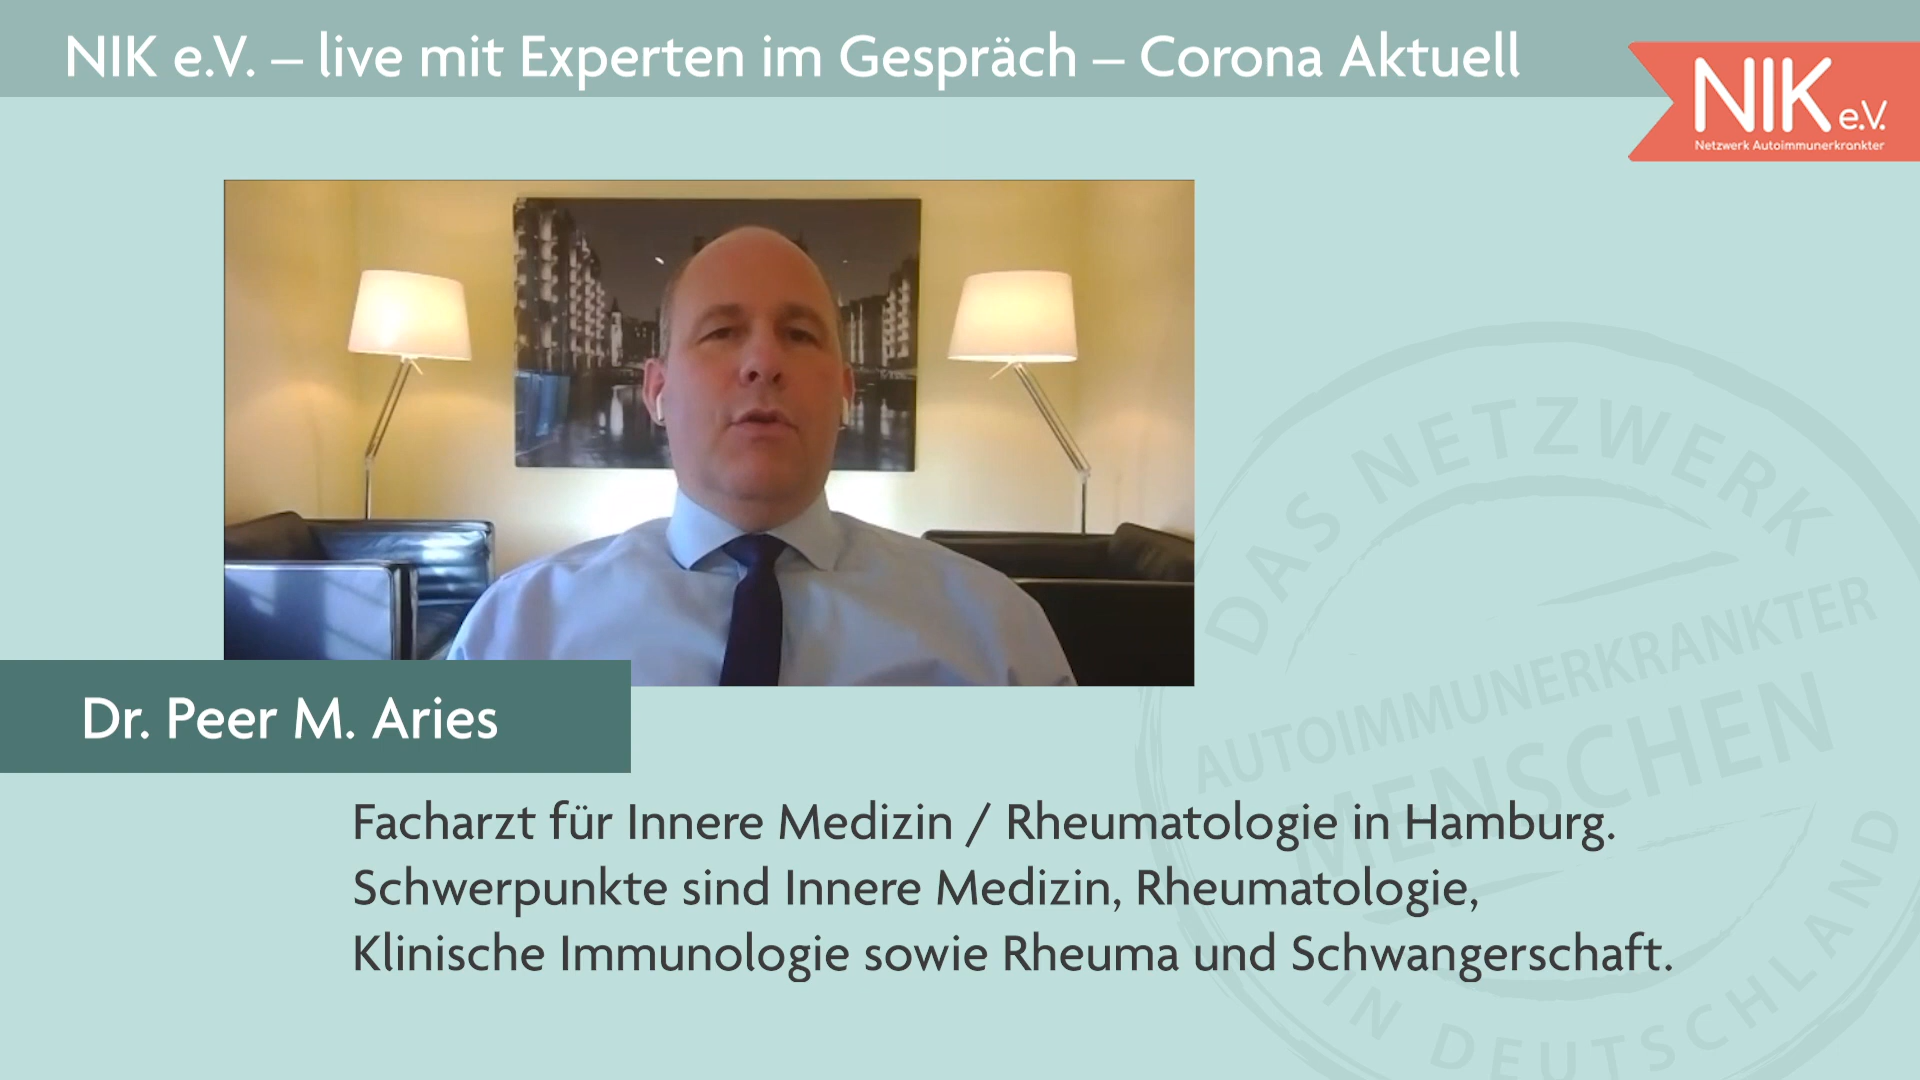 NIK e.V. – live mit Experten im Gespräch – Corona Aktuell
NIK e.V.
Netzwerk Autoimmunerkrankter
Dr. Peer M. Aries
Facharzt für Innere Medizin / Rheumatologie in Hamburg.
Schwerpunkte sind Innere Medizin, Rheumatologie,
Klinische Immunologie sowie Rheuma und Schwangerschaft.
DAS NETZWERK
AUTOIMMUNERKRANKTER
MENSCHEN
IN DEUTSCHLAND